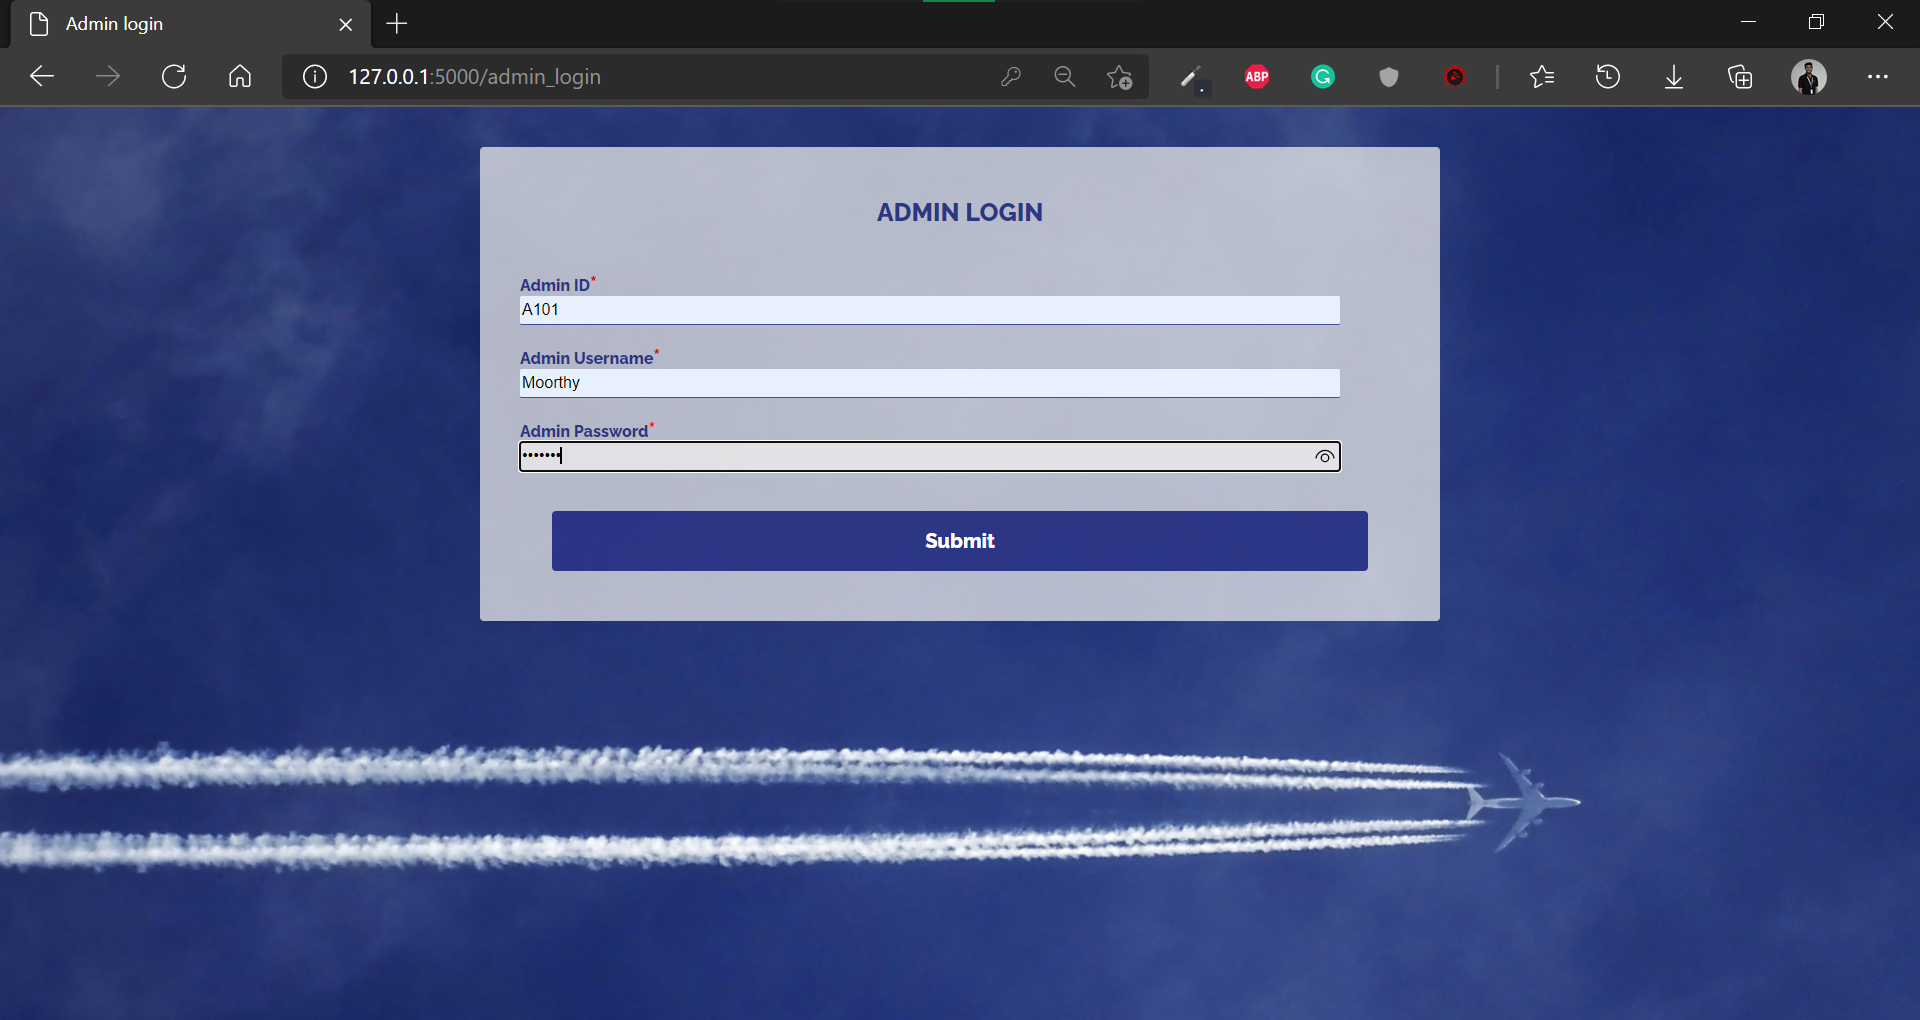 Admin login
127.0.0.1:5000/admin_login
ABP
ADMIN LOGIN
Admin ID*
A101
Admin Username*
Moorthy
Admin Password*
•••••••
Submit